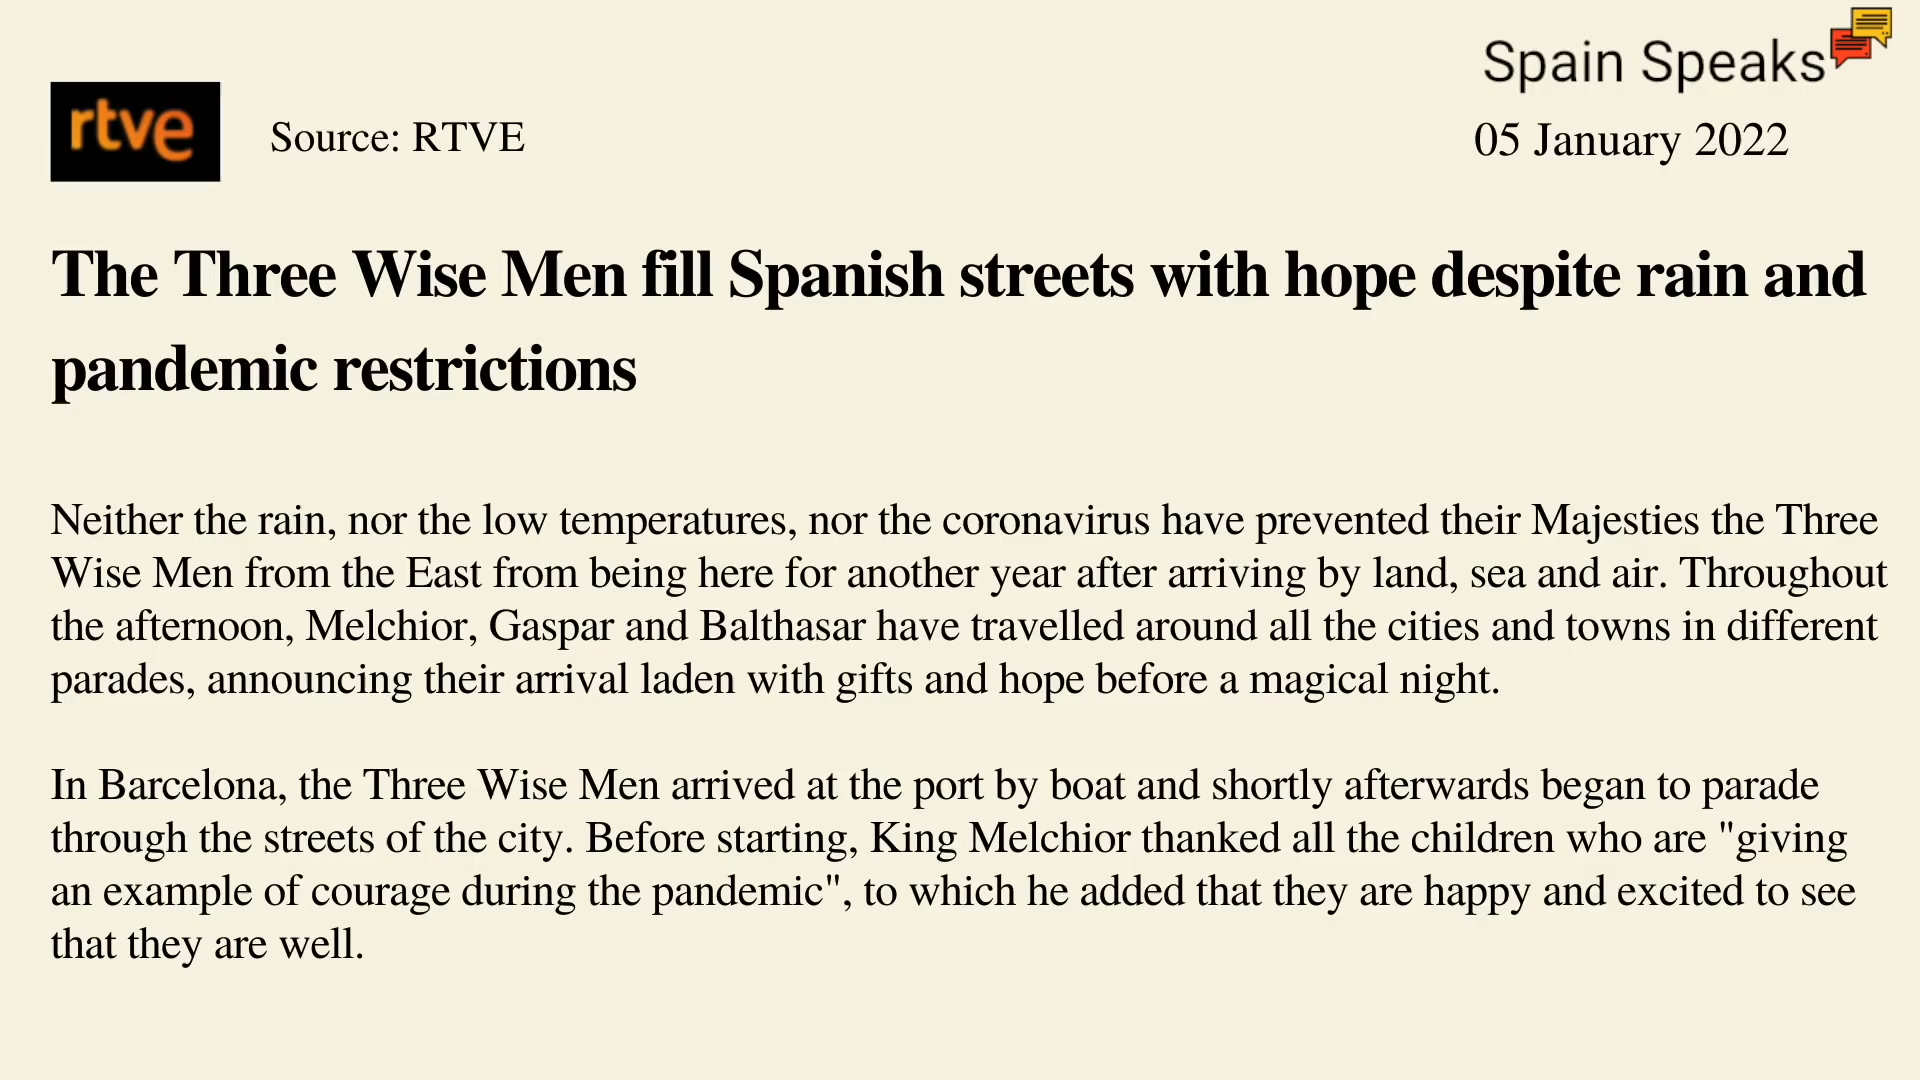 Spain Speaks
rtve
Source: RTVE
05 January 2022
The Three Wise Men fill Spanish streets with hope despite rain and
pandemic restrictions
Neither the rain, nor the low temperatures, nor the coronavirus have prevented their Majesties the Three
Wise Men from the East from being here for another year after arriving by land, sea and air. Throughout
the afternoon, Melchior, Gaspar and Balthasar have travelled around all the cities and towns in different
parades, announcing their arrival laden with gifts and hope before a magical night.
In Barcelona, the Three Wise Men arrived at the port by boat and shortly afterwards began to parade
through the streets of the city. Before starting, King Melchior thanked all the children who are "giving
an example of courage during the pandemic", to which he added that they are happy and excited to see
that they are well.